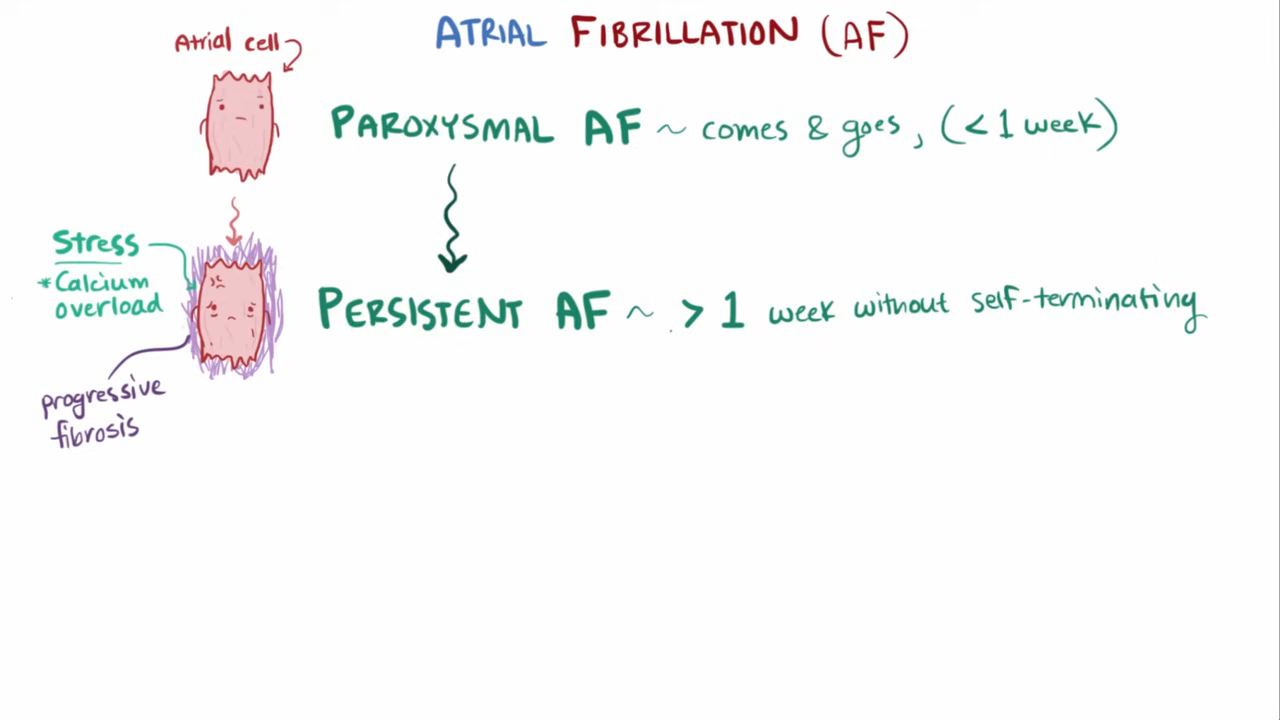 ATRIAL FIBRILLATION (AF)
Atrial cell
PAROXYSMAL AF ~ comes & goes, (< 1 week)
Stress
* Calcium
overload
PERSISTENT AF ~ > 1 week without self-terminating
progressive
fibrosis